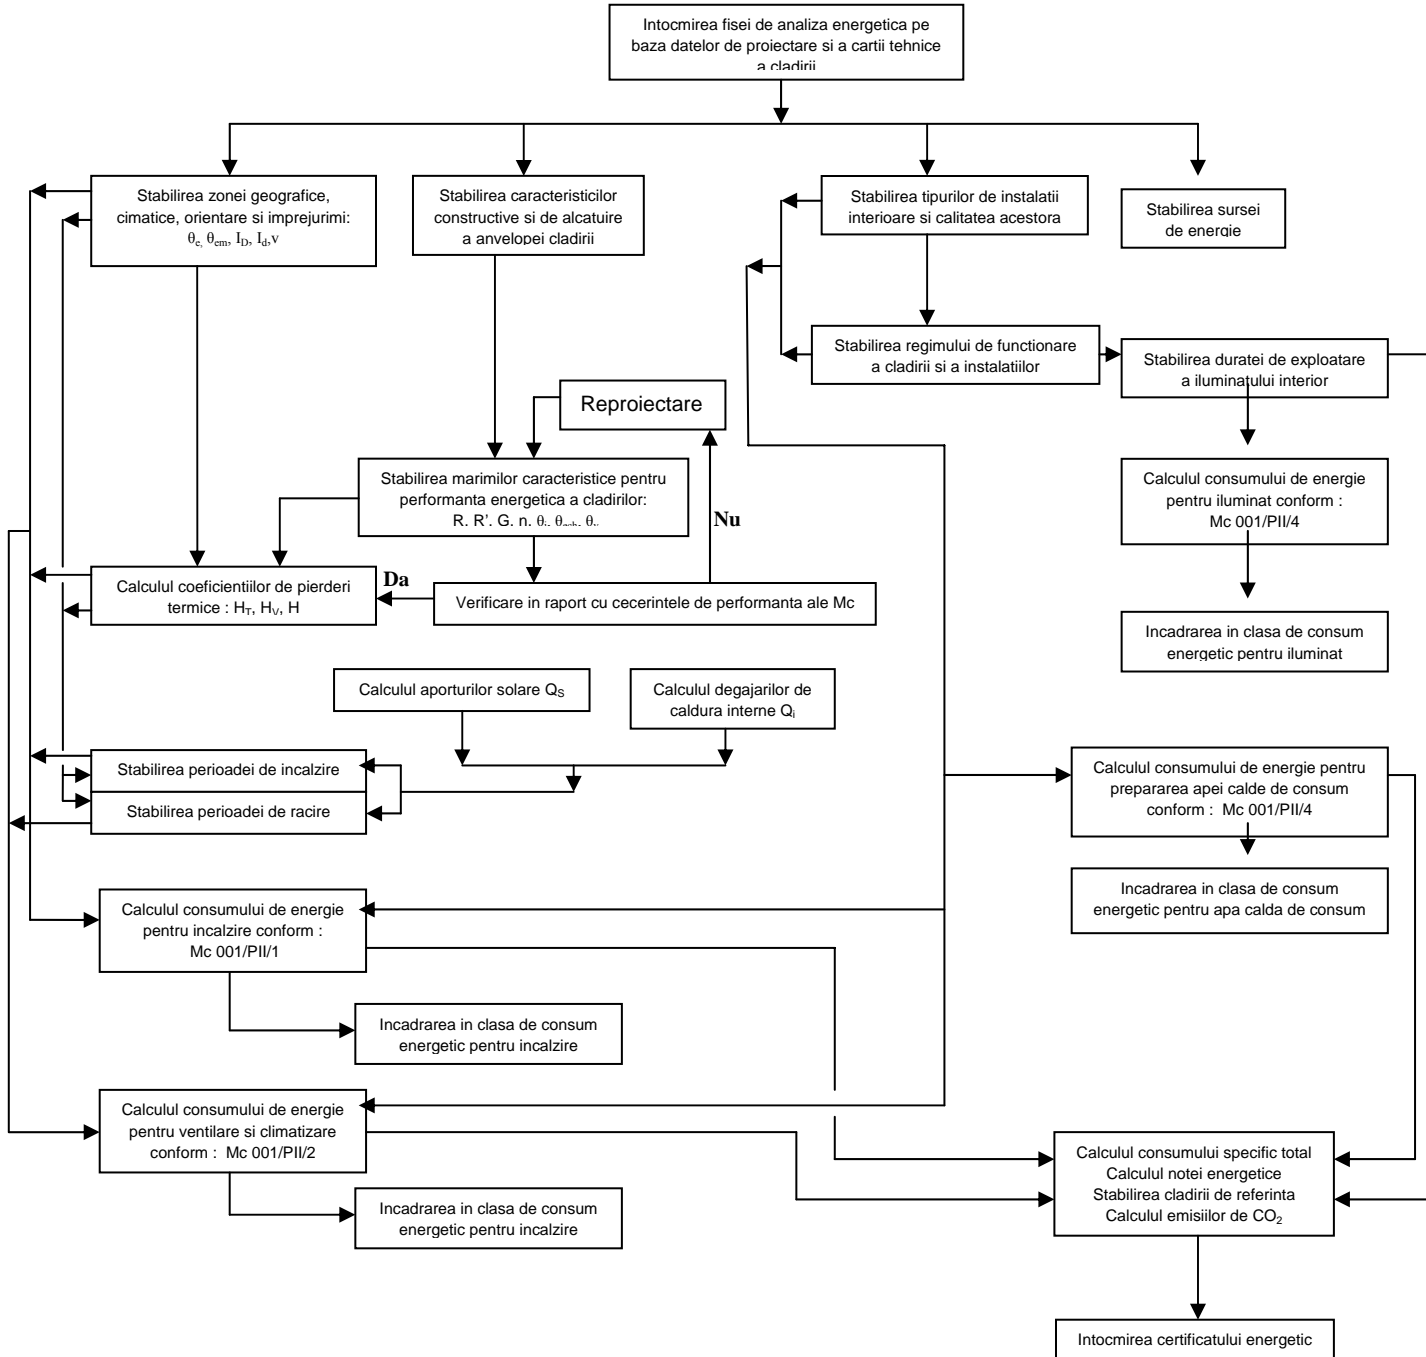 Intocmirea fisei de analiza energetica pe
baza datelor de proiectare si a cartii tehnice
a cladirii
Stabilirea zonei geografice,
cimatice, orientare si imprejurimi:
θe, θem, ID, Id,v
Stabilirea caracteristicilor
constructive si de alcatuire
a anvelopei cladirii
Stabilirea tipurilor de instalatii
interioare si calitatea acestora
Stabilirea sursei
de energie
Stabilirea regimului de functionare
a cladirii si a instalatiilor
Stabilirea duratei de exploatare
a iluminatului interior
Reproiectare
Stabilirea marimilor caracteristice pentru
performanta energetica a cladirilor:
R. R'. G. n.
Nu
Calculul consumului de energie
pentru iluminat conform :
Mc 001/PII/4
Calculul coeficientilor de pierderi
termice : HT, HV, H
Da
Verificare in raport cu cecerintele de performanta ale Mc
Incadrarea in clasa de consum
energetic pentru iluminat
Calculul aporturilor solare QS
Calculul degajarilor de
caldura interne Qi
Stabilirea perioadei de incalzire
Stabilirea perioadei de racire
Calculul consumului de energie pentru
prepararea apei calde de consum
conform : Mc 001/PII/4
Incadrarea in clasa de consum
energetic pentru apa calda de consum
Calculul consumului de energie
pentru incalzire conform :
Mc 001/PII/1
Incadrarea in clasa de consum
energetic pentru incalzire
Calculul consumului de energie
pentru ventilare si climatizare
conform : Mc 001/PII/2
Incadrarea in clasa de consum
energetic pentru incalzire
Calculul consumului specific total
Calculul notei energetice
Stabilirea cladirii de referinta
Calculul emisiilor de CO2
Intocmirea certificatului energetic